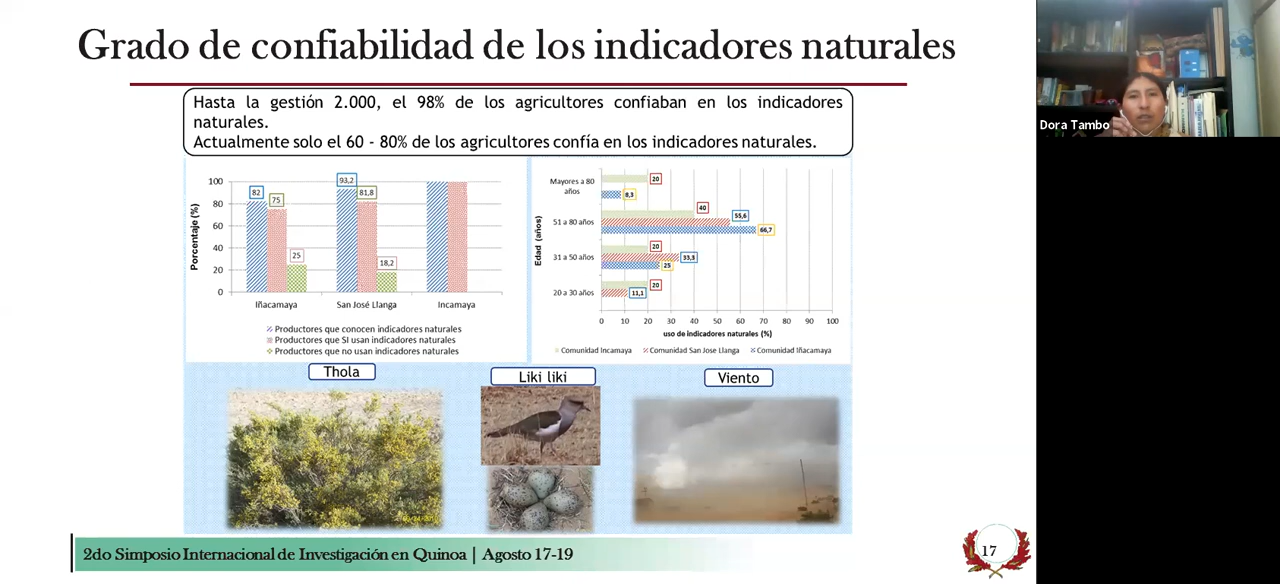 Grado de confiabilidad de los indicadores naturales
Hasta la gestión 2.000, el 98% de los agricultores confiaban en los indicadores
naturales.
Actualmente solo el 60 - 80% de los agricultores confía en los indicadores naturales.
Dora Tambo
Porcentaje (%)
100
80
60
40
20
0
82
75
25
93,2
81,8
18,2
Iñacamaya
San José Llanga
Incamaya
Productores que conocen indicadores naturales
Productores que SI usan indicadores naturales
Productores que no usan indicadores naturales
Edad (años)
Mayores a 80
años
51 a 80 años
31 a 50 años
20 a 30 años
20
8,3
40
55,6
66,7
20
33,3
25
20
11,1
0 10 20 30 40 50 60 70 80 90 100
uso de indicadores naturales (%)
Comunidad Incamaya
Comunidad San Jose Llanga
Comunidad Iñacamaya
Thola
Liki liki
Viento
2do Simposio Internacional de Investigación en Quinoa | Agosto 17-19
17